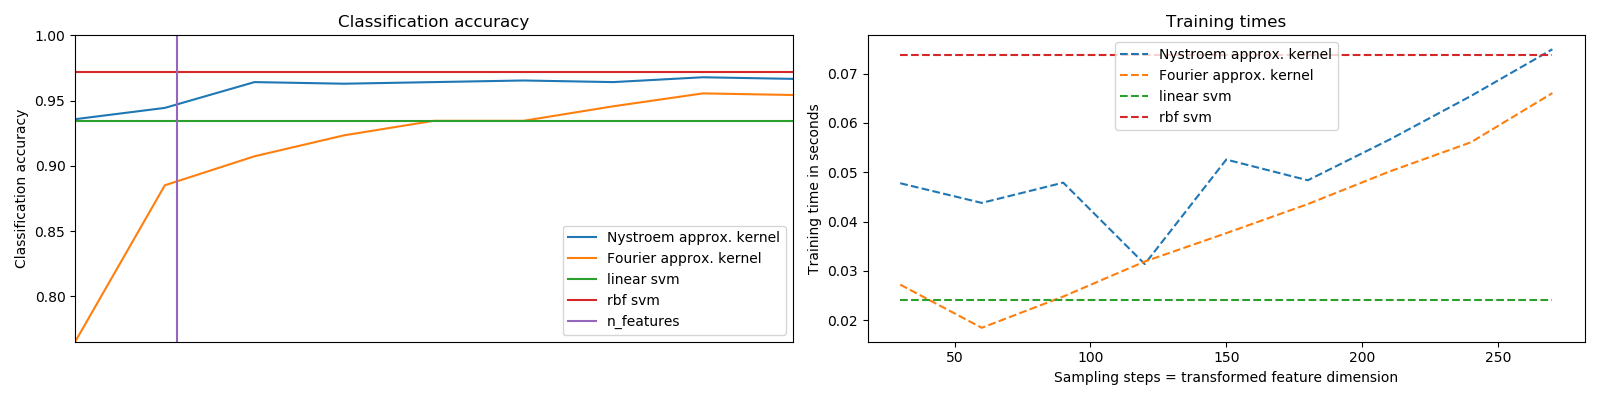 Classification accuracy
Classification accuracy
1.00
0.95
0.90
0.85
0.80
Nystroem approx. kernel
Fourier approx. kernel
linear svm
rbf svm
n_features
Training times
Training time in seconds
0.07
0.06
0.05
0.04
0.03
0.02
Nystroem approx. kernel
Fourier approx. kernel
linear svm
rbf svm
50 100 150 200 250
Sampling steps = transformed feature dimension